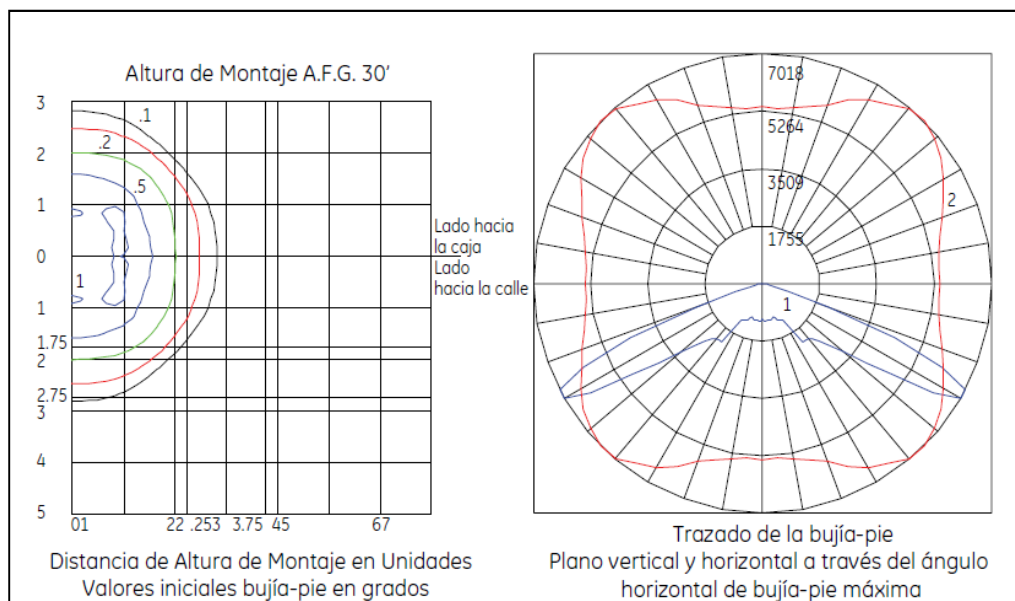 Altura de Montaje A.F.G. 30'
3
2
1
0
1
1.75
2
2.75
3
4
5
.1
.2
.5
1
01 22 .253 3.75 45 67
Lado hacia
la caja
Lado
hacia la calle
Distancia de Altura de Montaje en Unidades
Valores iniciales bujía-pie en grados
7018
5264
3509
1755
2
1
Trazado de la bujía-pie
Plano vertical y horizontal a través del ángulo
horizontal de bujía-pie máxima